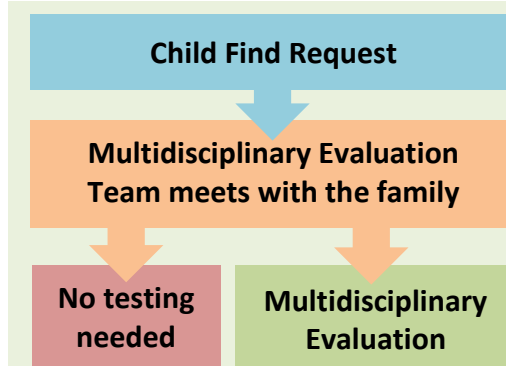 Child Find Request
Multidisciplinary Evaluation
Team meets with the family
No testing
needed
Multidisciplinary
Evaluation